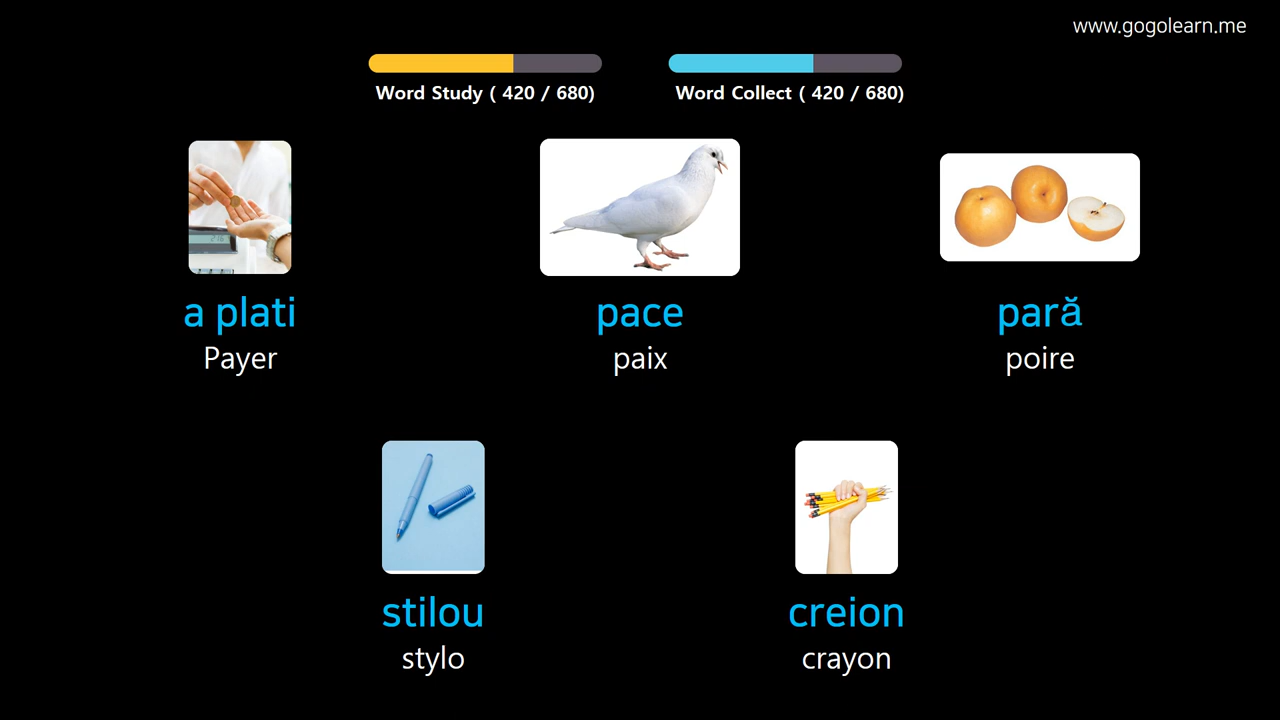 www.gogolearn.me
Word Study ( 420 / 680)
Word Collect ( 420 / 680)
a plati
pace
pară
Payer
paix
poire
stilou
creion
stylo
crayon